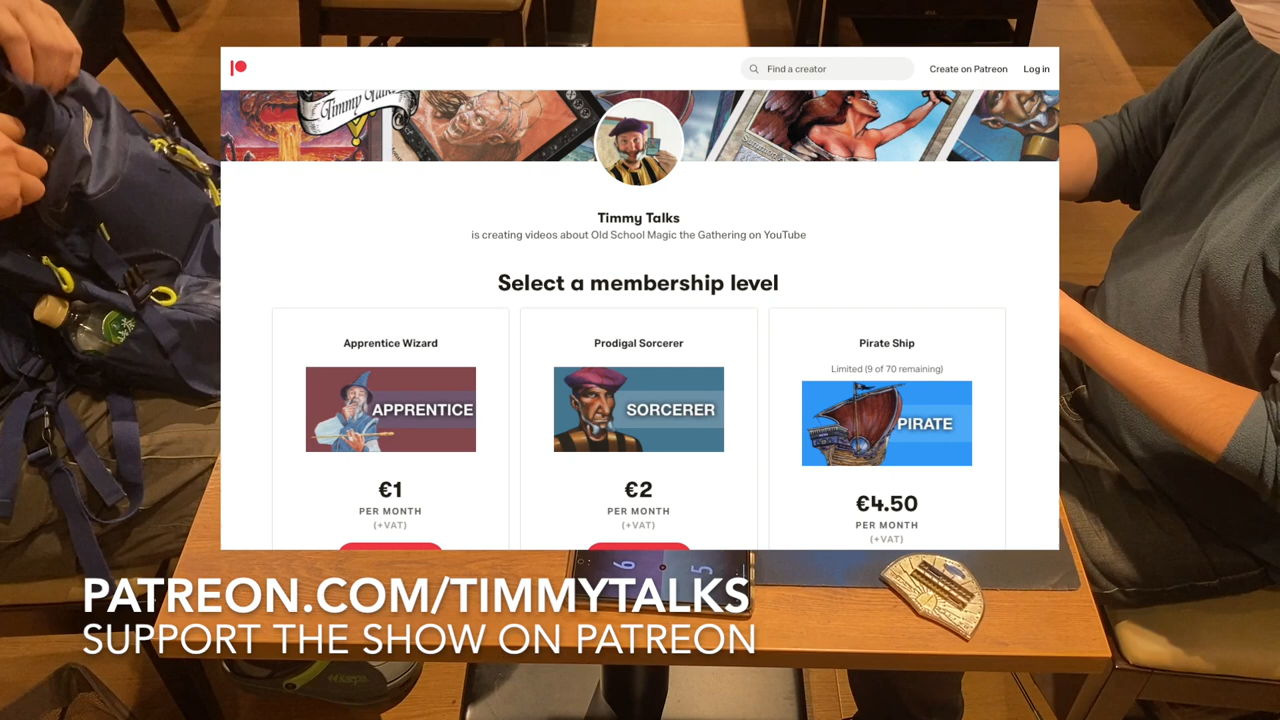 Find a creator
Create on Patreon
Log in
Timmy Talks
Timmy Talks
is creating videos about Old School Magic the Gathering on YouTube
Select a membership level
Apprentice Wizard
APPRENTICE
€1
PER MONTH
(+VAT)
Prodigal Sorcerer
SORCERER
€2
PER MONTH
(+VAT)
Pirate Ship
Limited (9 of 70 remaining)
PIRATE
€4.50
PER MONTH
(+VAT)
6
5
PATREON.COM/TIMMYTALKS
SUPPORT THE SHOW ON PATREON